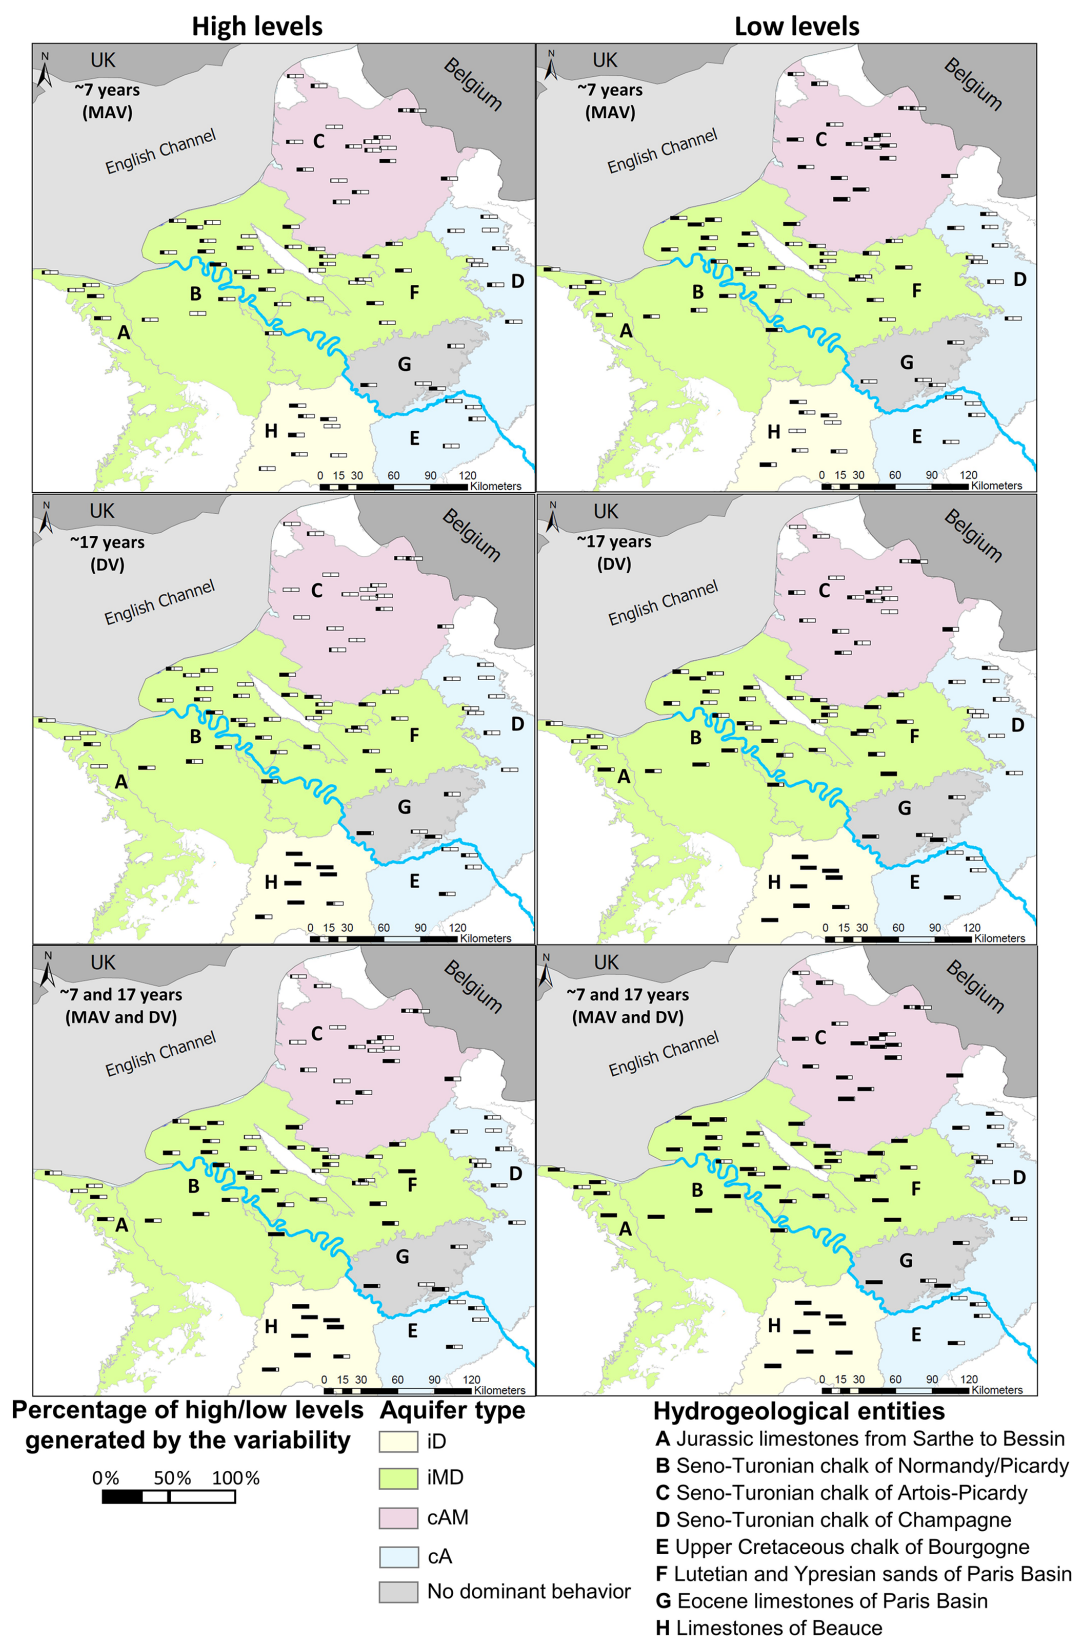 High levels
Low levels
N
UK
Belgium
~7 years
(MAV)
English Channel
C
B
A
D
F
G
H
E
0 15 30 60 90 120
Kilometers
N
UK
Belgium
~7 years
(MAV)
English Channel
C
B
A
D
F
G
H
E
0 15 30 60 90 120
Kilometers
N
UK
Belgium
~17 years
(DV)
English Channel
C
B
A
D
F
G
H
E
0 15 30 60 90 120
Kilometers
N
UK
Belgium
~17 years
(DV)
English Channel
C
B
A
D
F
G
H
E
0 15 30 60 90 120
Kilometers
N
UK
Belgium
~7 and 17 years
(MAV and DV)
English Channel
C
B
A
D
F
G
H
E
0 15 30 60 90 120
Kilometers
N
UK
Belgium
~7 and 17 years
(MAV and DV)
English Channel
C
B
A
D
F
G
H
E
0 15 30 60 90 120
Kilometers
Percentage of high/low levels
generated by the variability
0% 50% 100%
Aquifer type
iD
iMD
cAM
cA
No dominant behavior
Hydrogeological entities
A Jurassic limestones from Sarthe to Bessin
B Seno-Turonian chalk of Normandy/Picardy
C Seno-Turonian chalk of Artois-Picardy
D Seno-Turonian chalk of Champagne
E Upper Cretaceous chalk of Bourgogne
F Lutetian and Ypresian sands of Paris Basin
G Eocene limestones of Paris Basin
H Limestones of Beauce